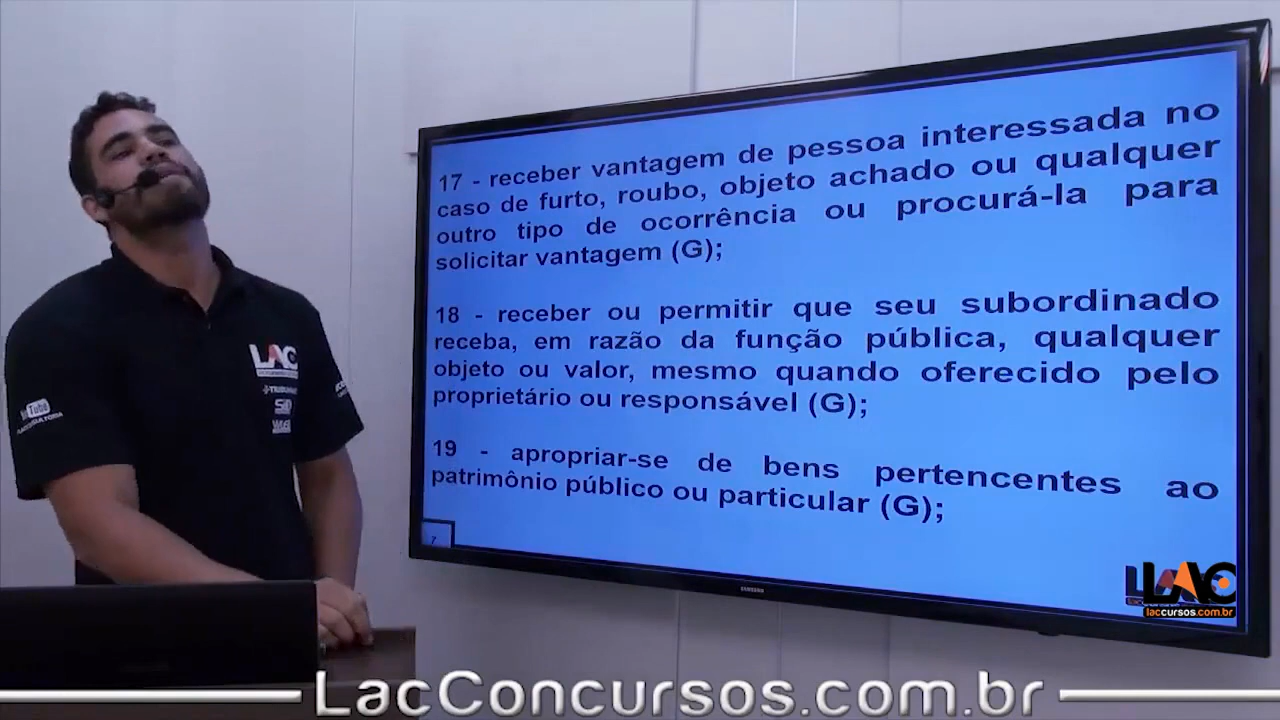 17 - receber vantagem de pessoa interessada no
caso de furto, roubo, objeto achado ou qualquer
outro tipo de ocorrência ou procurá-la para
solicitar vantagem (G);
18 - receber ou permitir que seu subordinado
receba, em razão da função pública, qualquer
objeto ou valor, mesmo quando oferecido pelo
proprietário ou responsável (G);
19 - apropriar-se de bens pertencentes ao
patrimônio público ou particular (G);
7
SAMSUNG
LAC
laccursos.com.br
LAC
Tube
LacConcursos.com.br